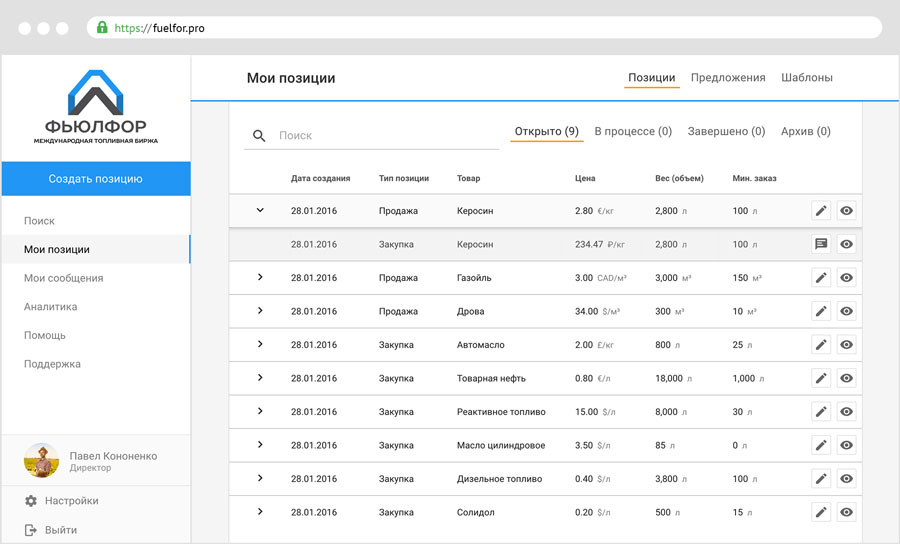 https://fuelfor.pro
ФЬЮЛФОР
МЕЖДУНАРОДНАЯ ТОПЛИВНАЯ БИРЖА
Создать позицию
Поиск
Мои позиции
Мои сообщения
Аналитика
Помощь
Поддержка
Павел Кононенко
Директор
Настройки
Выйти
Мои позиции
Позиции Предложения Шаблоны
Поиск
Открыто (9) В процессе (0) Завершено (0) Архив (0)
Дата создания Тип позиции Товар Цена Вес (объем) Мин. заказ
28.01.2016 Продажа Керосин 2.80 €/кг 2,800 л 100 л
28.01.2016 Закупка Керосин 234.47 ₽/кг 2,800 л 100 л
28.01.2016 Продажа Газойль 3.00 CAD/м³ 3,000 м³ 150 м³
28.01.2016 Продажа Дрова 34.00 $/м³ 300 м³ 10 м³
28.01.2016 Закупка Автомасло 2.00 £/кг 800 л 25 л
28.01.2016 Закупка Товарная нефть 0.80 €/л 18,000 л 1,000 л
28.01.2016 Закупка Реактивное топливо 15.00 $/л 8,000 л 30 л
28.01.2016 Закупка Масло цилиндровое 3.50 $/л 85 л 0 л
28.01.2016 Закупка Дизельное топливо 0.40 $/л 3,800 л 100 л
28.01.2016 Закупка Солидол 0.20 $/л 500 л 15 л